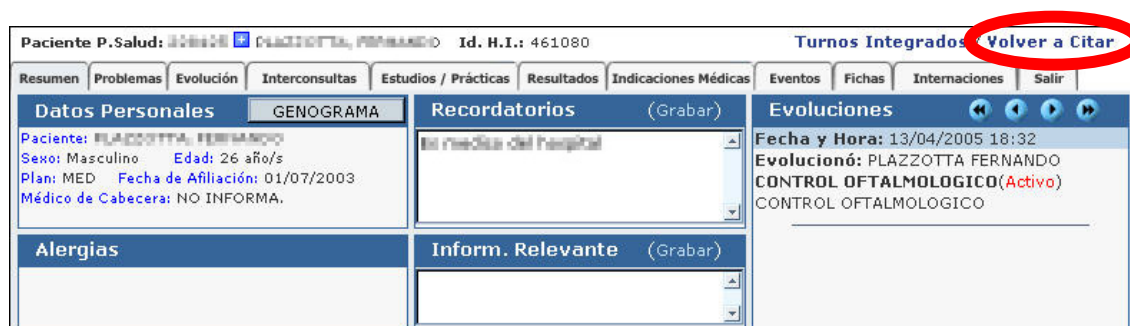 Paciente P.Salud: Id. H.I.: 461080 Turnos Integrados / Volver a Citar
Resumen Problemas Evolución Interconsultas Estudios / Prácticas Resultados Indicaciones Médicas Eventos Fichas Internaciones Salir
Datos Personales GENOGRAMA
Paciente:
Sexo: Masculino Edad: 26 año/s
Plan: MED Fecha de Afiliación: 01/07/2003
Médico de Cabecera: NO INFORMA.
Alergias
Recordatorios (Grabar)
Inform. Relevante (Grabar)
Evoluciones
Fecha y Hora: 13/04/2005 18:32
Evolucionó: PLAZZOTTA FERNANDO
CONTROL OFTALMOLOGICO(Activo)
CONTROL OFTALMOLOGICO